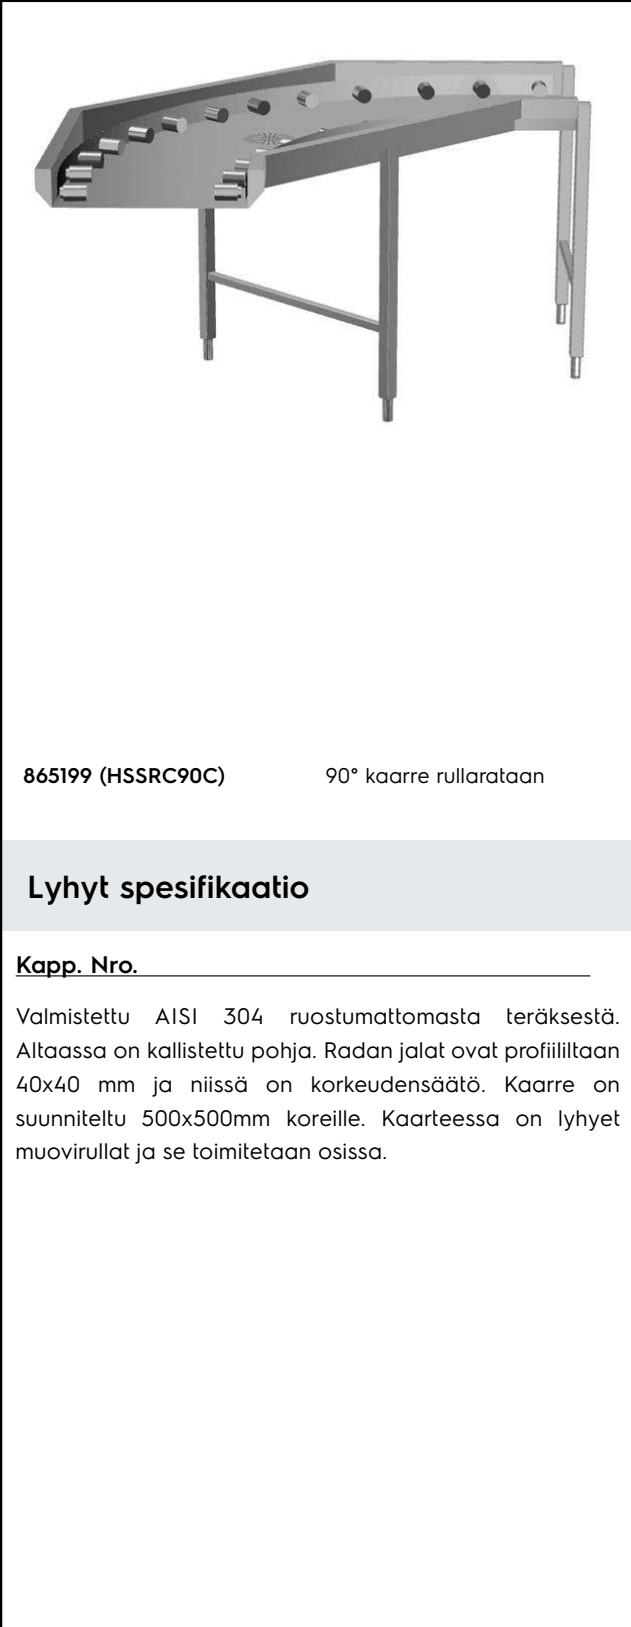 865199 (HSSRC90C) 90° kaarre rullarataan
Lyhyt spesifikaatio
Kapp. Nro.
Valmistettu AISI 304 ruostumattomasta teräksestä.
Altaassa on kallistettu pohja. Radan jalat ovat profiililtaan
40x40 mm ja niissä on korkeudensäätö. Kaarre on
suunniteltu 500x500mm koreille. Kaarteessa on lyhyet
muovirullat ja se toimitetaan osissa.